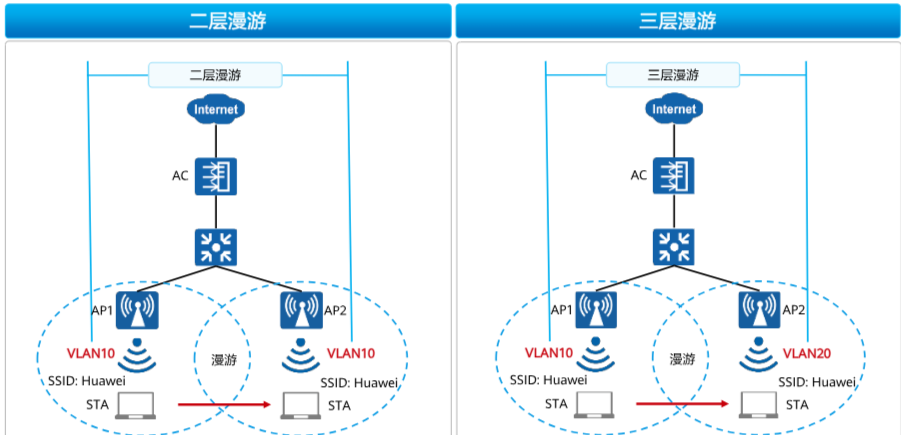 二层漫游
二层漫游
Internet
AC
AP1
AP2
VLAN10
VLAN10
漫游
SSID: Huawei
SSID: Huawei
STA
STA
三层漫游
三层漫游
Internet
AC
AP1
AP2
VLAN10
VLAN20
漫游
SSID: Huawei
SSID: Huawei
STA
STA